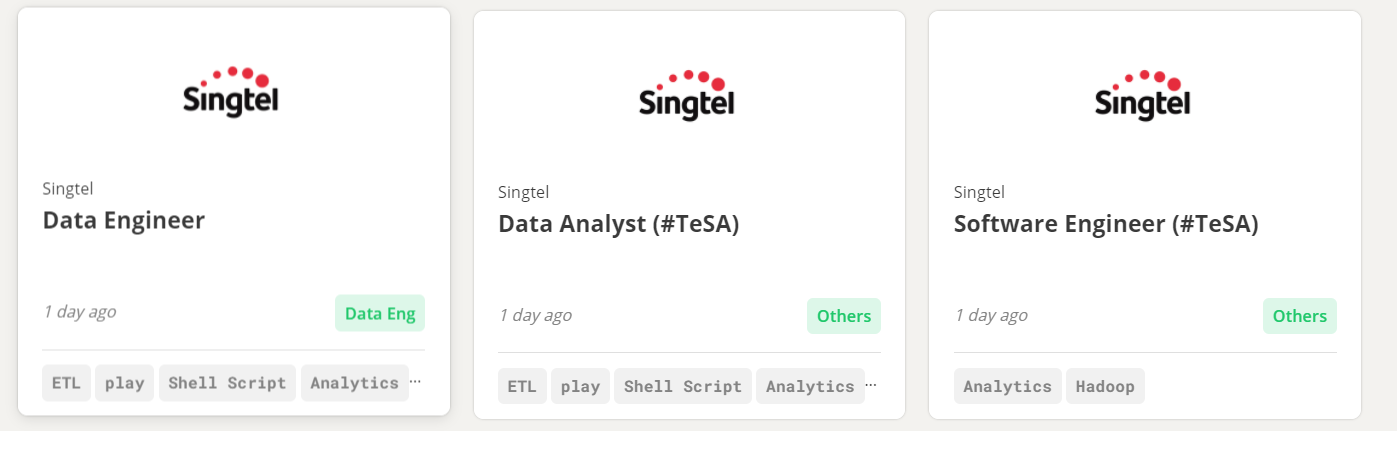 Singtel
Singtel
Data Engineer
1 day ago
Data Eng
ETL play Shell Script Analytics ...
Singtel
Singtel
Data Analyst (#TeSA)
1 day ago
Others
ETL play Shell Script Analytics ...
Singtel
Singtel
Software Engineer (#TeSA)
1 day ago
Others
Analytics Hadoop